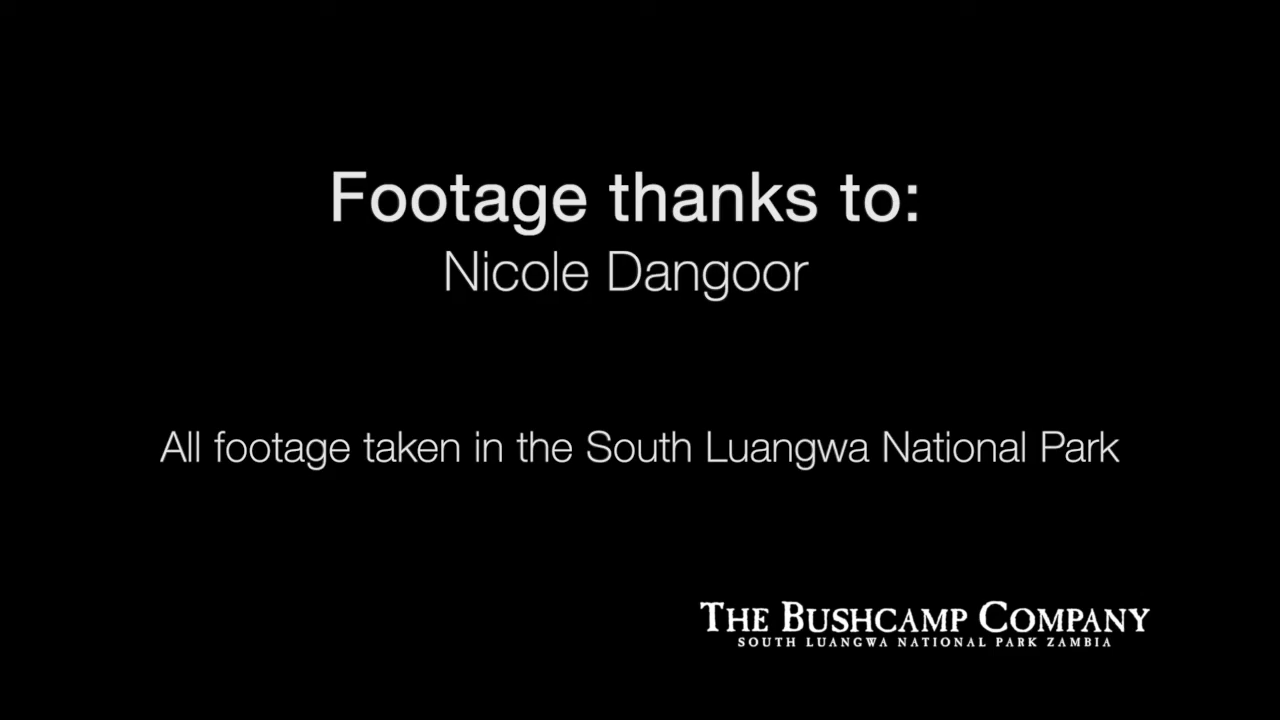 Footage thanks to:
Nicole Dangoor
All footage taken in the South Luangwa National Park
THE BUSHCAMP COMPANY
SOUTH LUANGWA NATIONAL PARK ZAMBIA